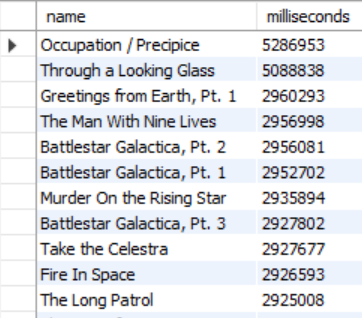 name milliseconds
Occupation / Precipice 5286953
Through a Looking Glass 5088838
Greetings from Earth, Pt. 1 2960293
The Man With Nine Lives 2956998
Battlestar Galactica, Pt. 2 2956081
Battlestar Galactica, Pt. 1 2952702
Murder On the Rising Star 2935894
Battlestar Galactica, Pt. 3 2927802
Take the Celestra 2927677
Fire In Space 2926593
The Long Patrol 2925008